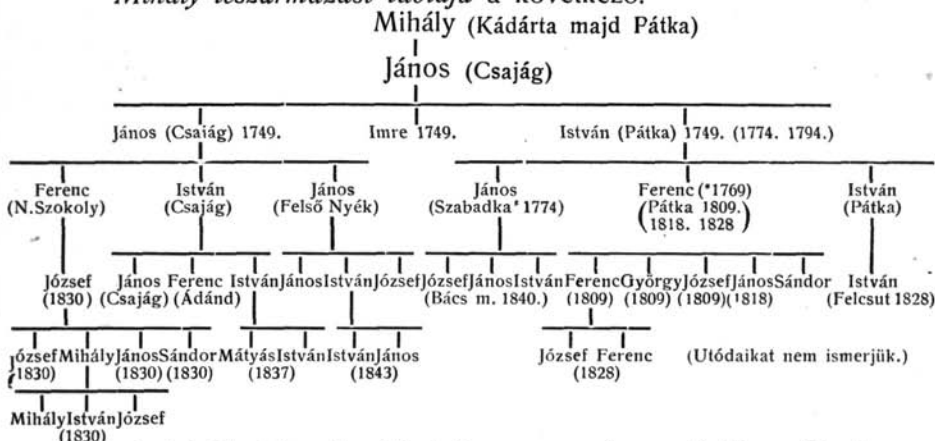 Mihály leszármazási táblája a következő:
Mihály (Kádárta majd Pátka)
János (Csajág)
János (Csajág) 1749. Imre 1749. István (Pátka) 1749. (1774. 1794.)
Ferenc István János János Ferenc (*1769) István
(N.Szokoly) (Csajág) (Felső Nyék) (Szabadka 1774) (Pátka 1809. (Pátka)
1818. 1828)
József János Ferenc István János István József József János István Ferenc György József János Sándor István
(1830) (Csajág) (Ádánd) (Bács m. 1840.) (1809) (1809) (1809) (1818) (Felcsut 1828)
József Mihály János Sándor Mátyás István István János József Ferenc (Utódaikat nem ismerjük.)
(1830) (1830) (1830) (1837) (1843) (1828)
Mihály István József
(1830)